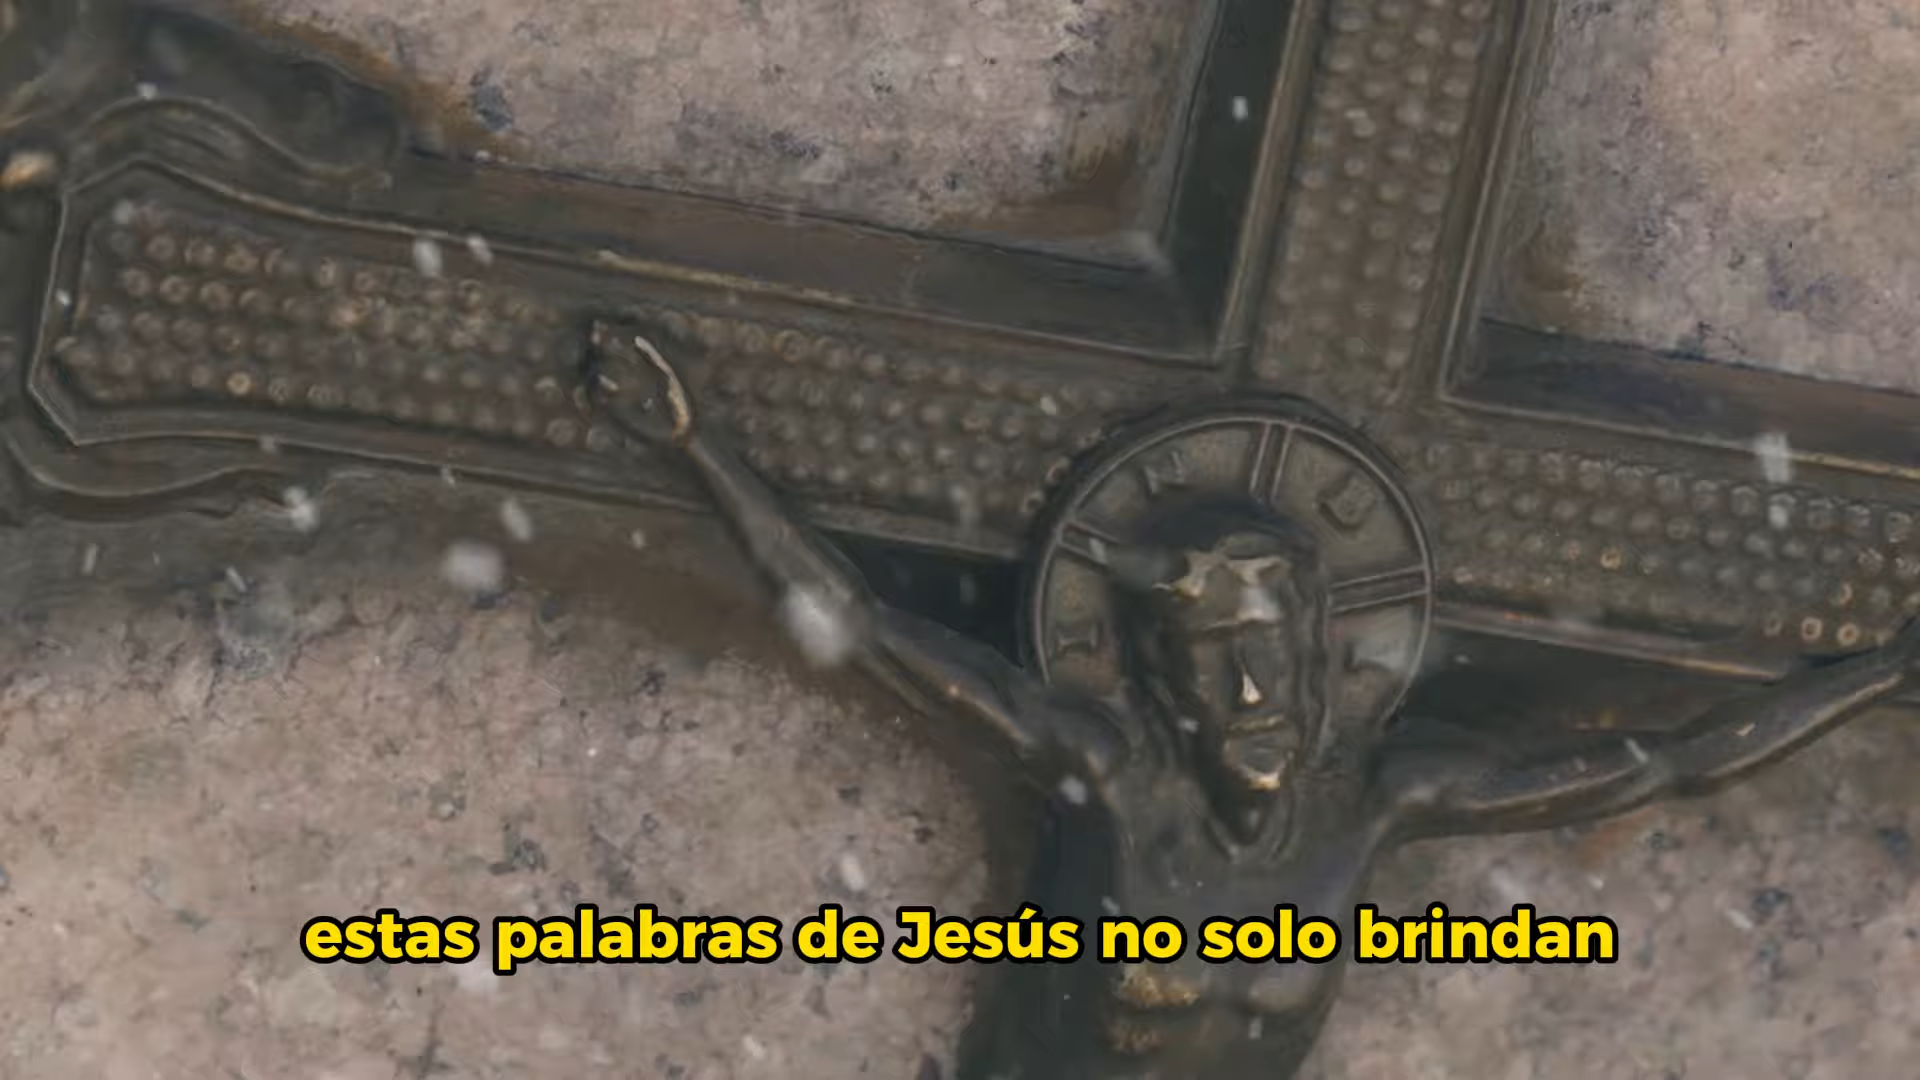 N R
I I
estas palabras de Jesús no solo brindan